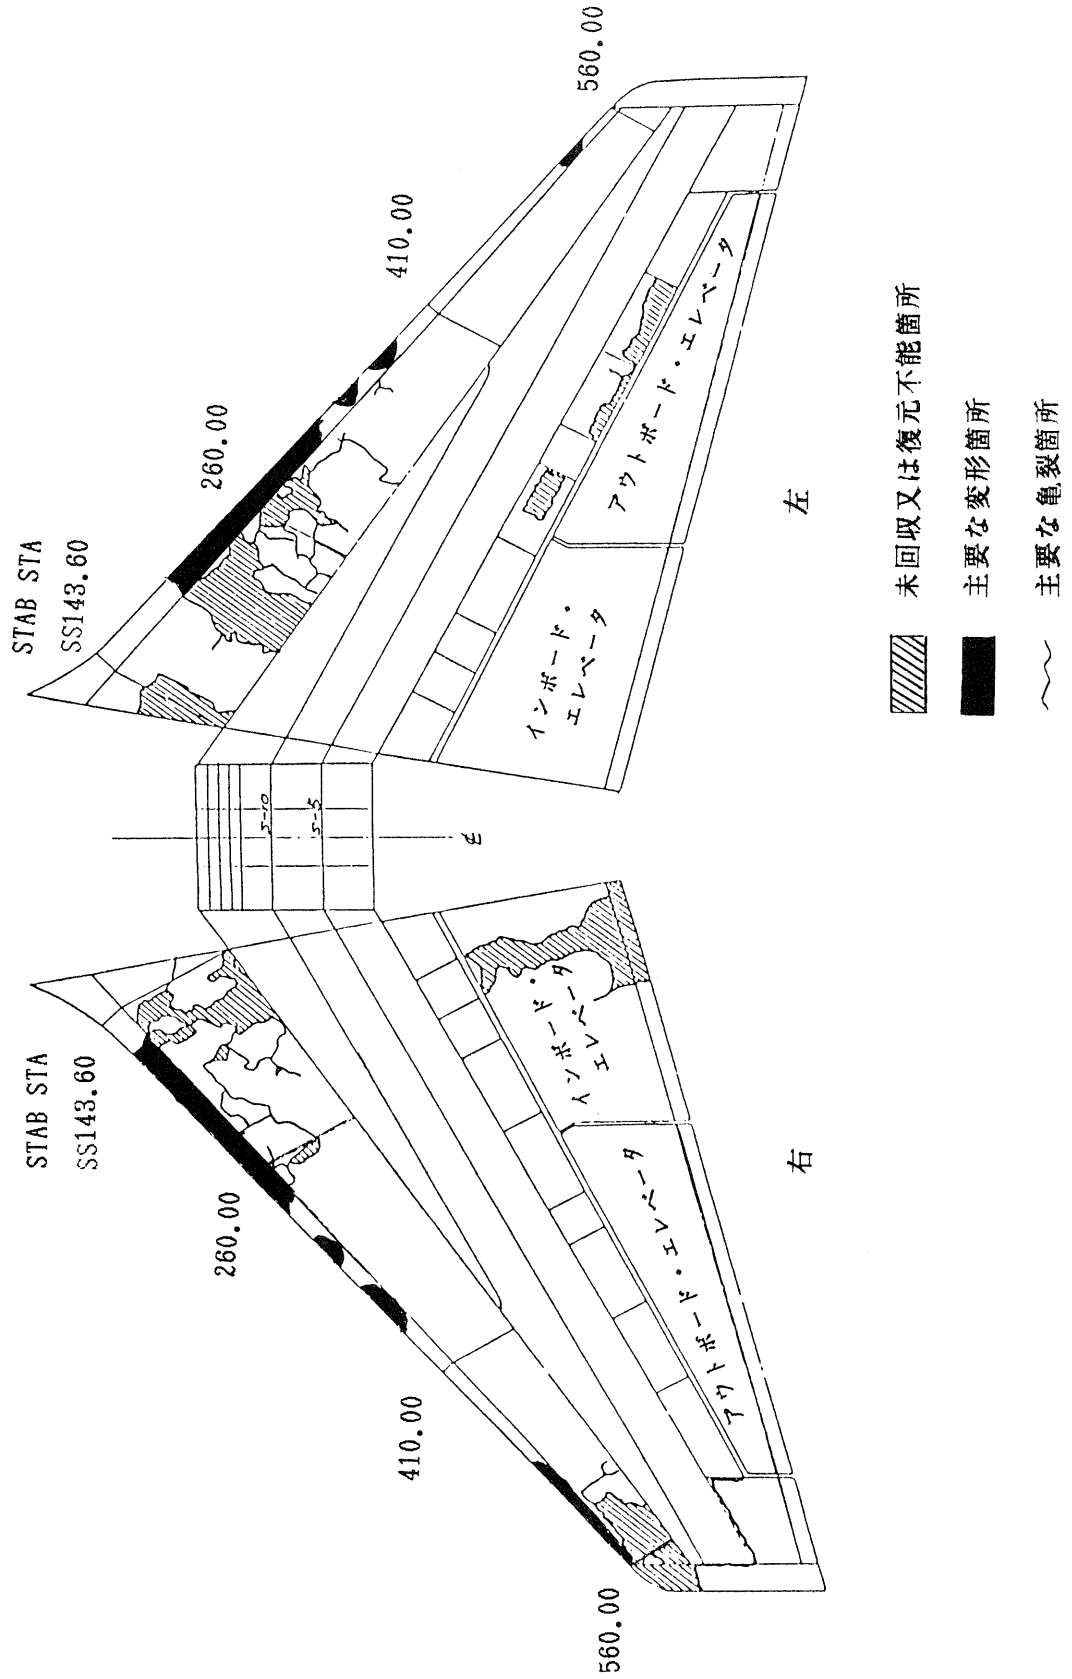 STAB STA
SS143.60
260.00
410.00
560.00
インボード・
エレベータ
アウトボード・エレベータ
右
S-10
S-5
℄
STAB STA
SS143.60
260.00
410.00
560.00
インボード・
エレベータ
アウトボード・エレベータ
左
未回収又は復元不能箇所
主要な変形箇所
主要な亀裂箇所